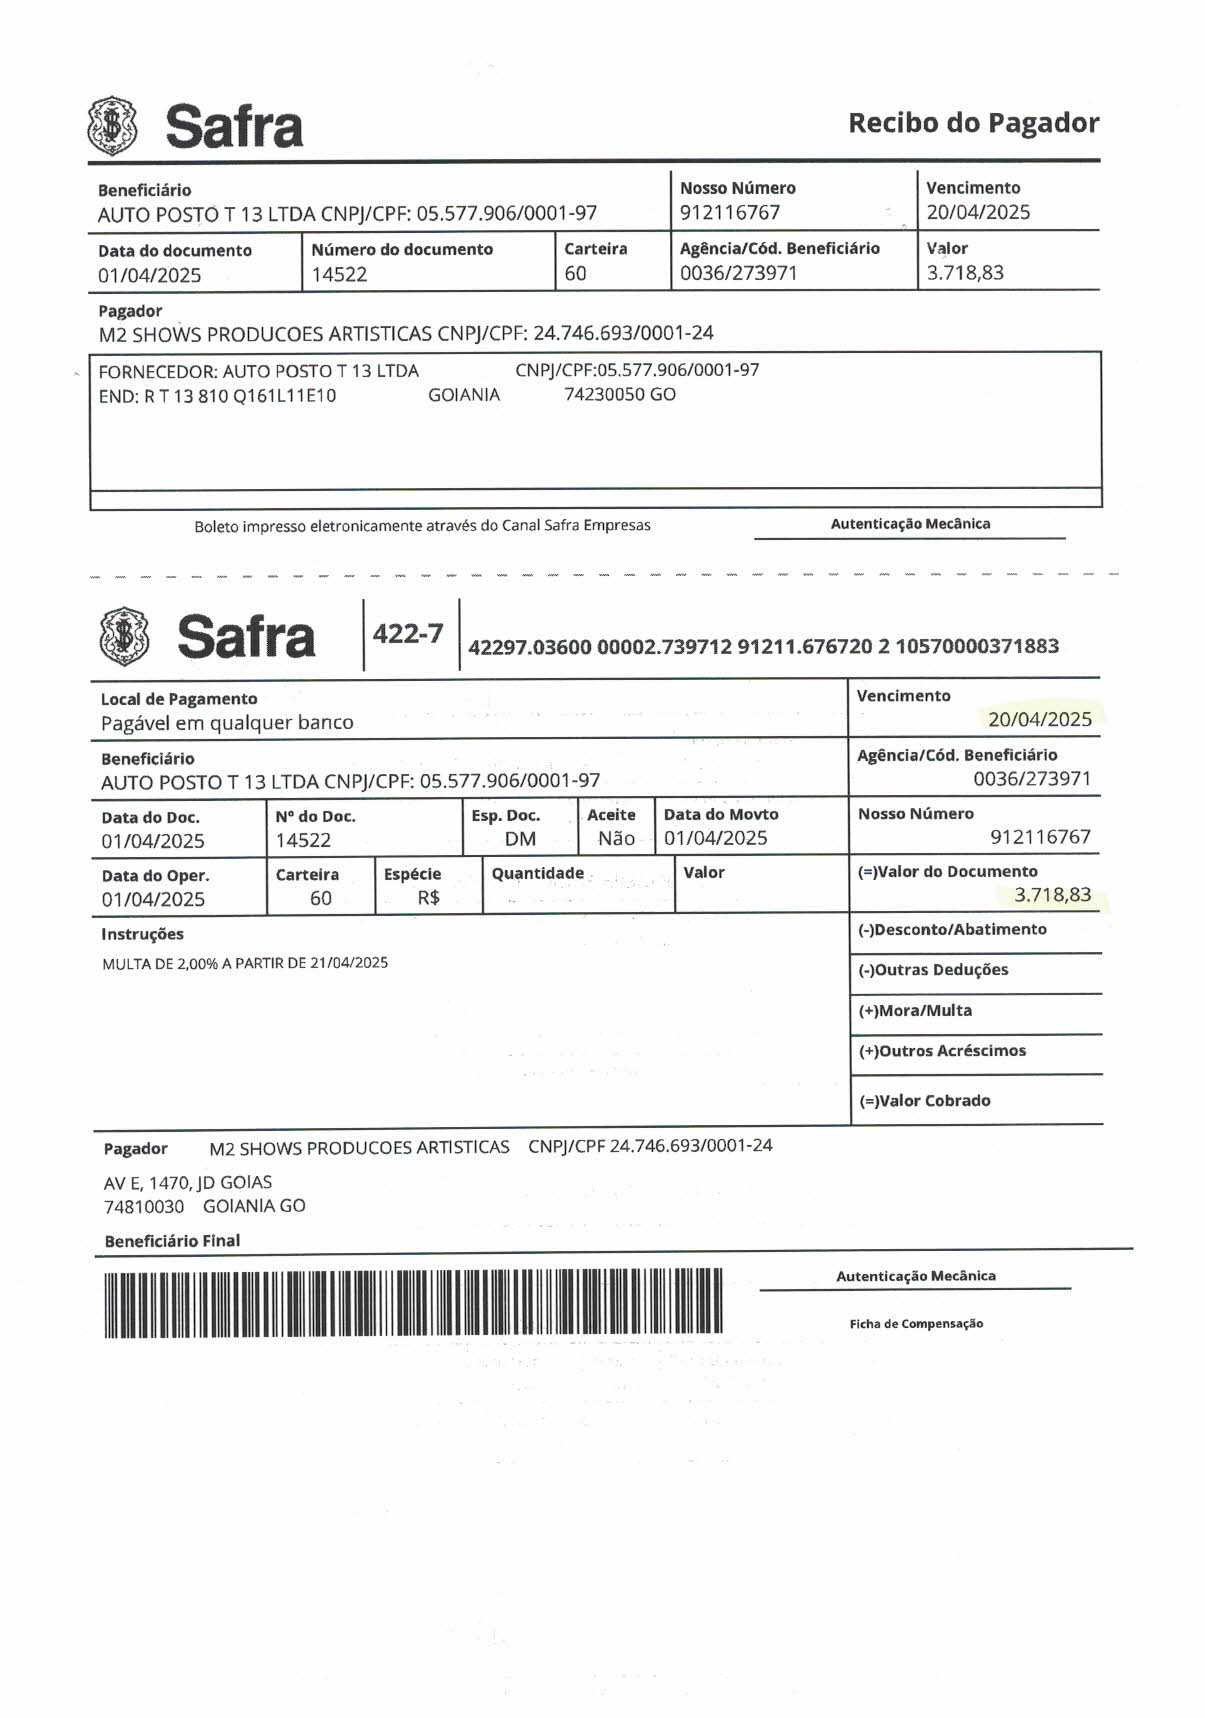 Safra
Recibo do Pagador
Beneficiário
AUTO POSTO T 13 LTDA CNPJ/CPF: 05.577.906/0001-97
Nosso Número
912116767
Vencimento
20/04/2025
Data do documento
01/04/2025
Número do documento
14522
Carteira
60
Agência/Cód. Beneficiário
0036/273971
Valor
3.718,83
Pagador
M2 SHOWS PRODUCOES ARTISTICAS CNPJ/CPF: 24.746.693/0001-24
FORNECEDOR: AUTO POSTO T 13 LTDA CNPJ/CPF:05.577.906/0001-97
END: R T 13 810 Q161L11E10 GOIANIA 74230050 GO
Boleto impresso eletronicamente através do Canal Safra Empresas
Autenticação Mecânica
Safra
422-7
42297.03600 00002.739712 91211.676720 2 10570000371883
Local de Pagamento
Pagável em qualquer banco
Vencimento
20/04/2025
Beneficiário
AUTO POSTO T 13 LTDA CNPJ/CPF: 05.577.906/0001-97
Agência/Cód. Beneficiário
0036/273971
Data do Doc.
01/04/2025
Nº do Doc.
14522
Esp. Doc.
DM
Aceite
Não
Data do Movto
01/04/2025
Nosso Número
912116767
Data do Oper.
01/04/2025
Carteira
60
Espécie
R$
Quantidade
Valor
(=)Valor do Documento
3.718,83
Instruções
MULTA DE 2,00% A PARTIR DE 21/04/2025
(-)Desconto/Abatimento
(-)Outras Deduções
(+)Mora/Multa
(+)Outros Acréscimos
(=)Valor Cobrado
Pagador M2 SHOWS PRODUCOES ARTISTICAS CNPJ/CPF 24.746.693/0001-24
AV E, 1470, JD GOIAS
74810030 GOIANIA GO
Beneficiário Final
Autenticação Mecânica
Ficha de Compensação